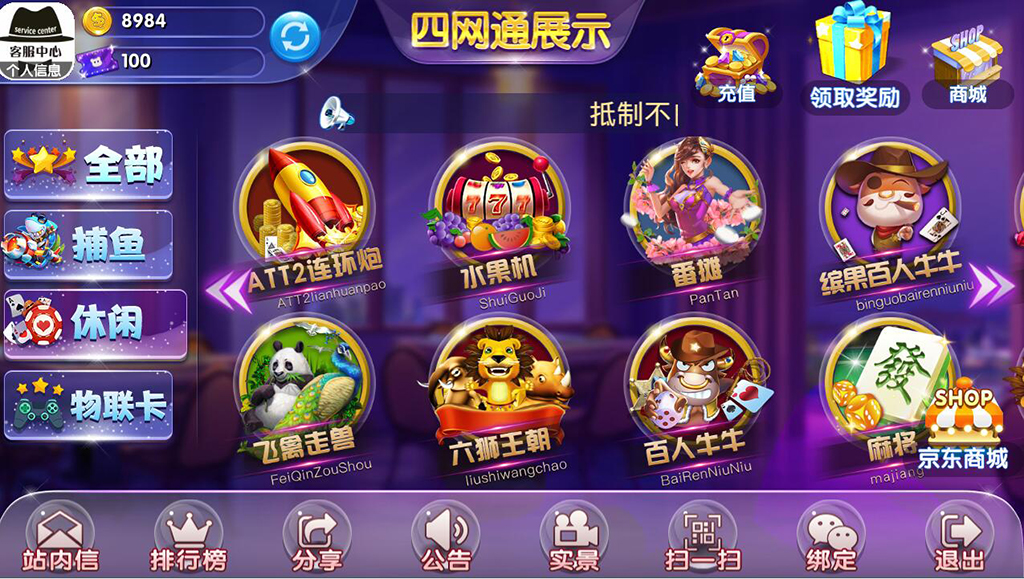 四网通展示
service center
客服中心
个人信息
8984
100
充值
领取奖励
SHOP
商城
抵制不
全部
捕鱼
休闲
物联卡
777
ATT2连环炮
ATT2lianhuanpao
水果机
ShuiGuoJi
番摊
PanTan
缤果百人牛牛
binguobairenniuniu
飞禽走兽
FeiQinZouShou
六狮王朝
liushiwangchao
百人牛牛
BaiRenNiuNiu
發
麻将
majiang
SHOP
京东商城
站内信
排行榜
分享
公告
实景
扫一扫
绑定
退出